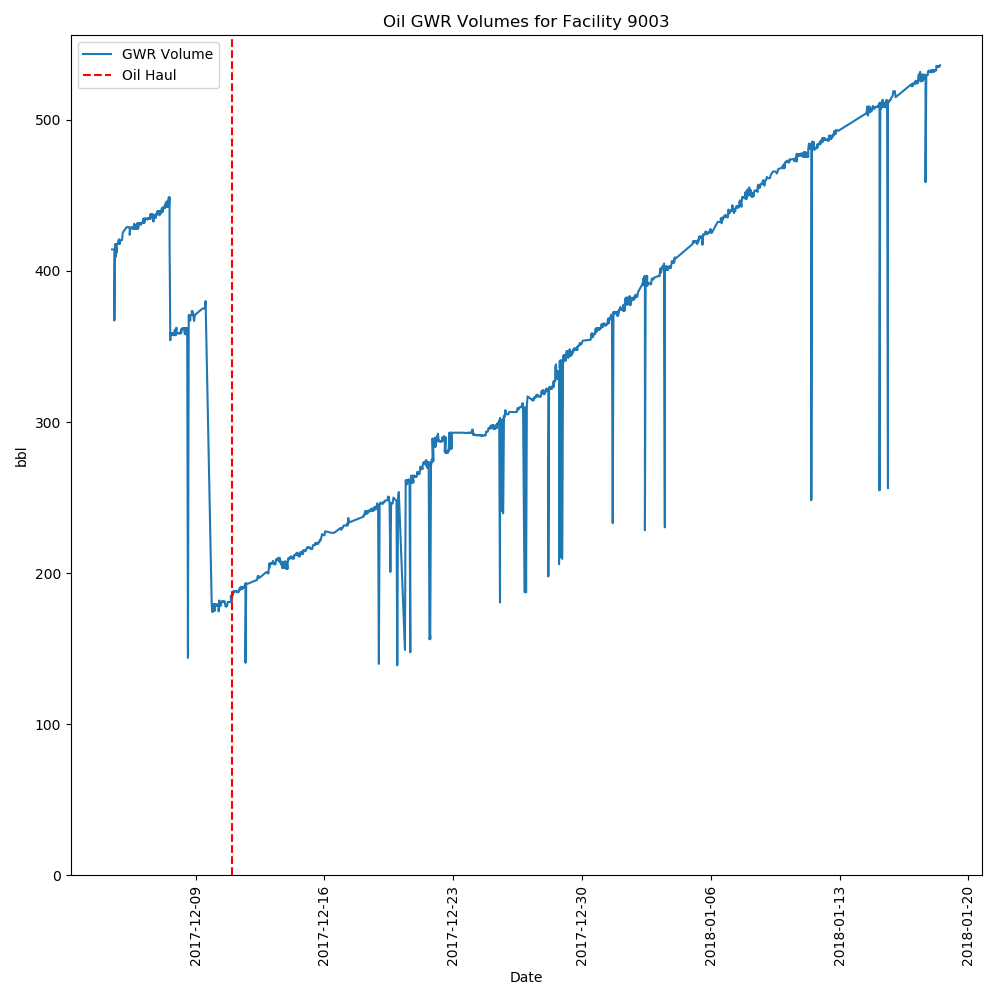 Oil GWR Volumes for Facility 9003
GWR Volume
Oil Haul
500
400
300
200
100
0
bbl
2017-12-09
2017-12-16
2017-12-23
2017-12-30
2018-01-06
2018-01-13
2018-01-20
Date